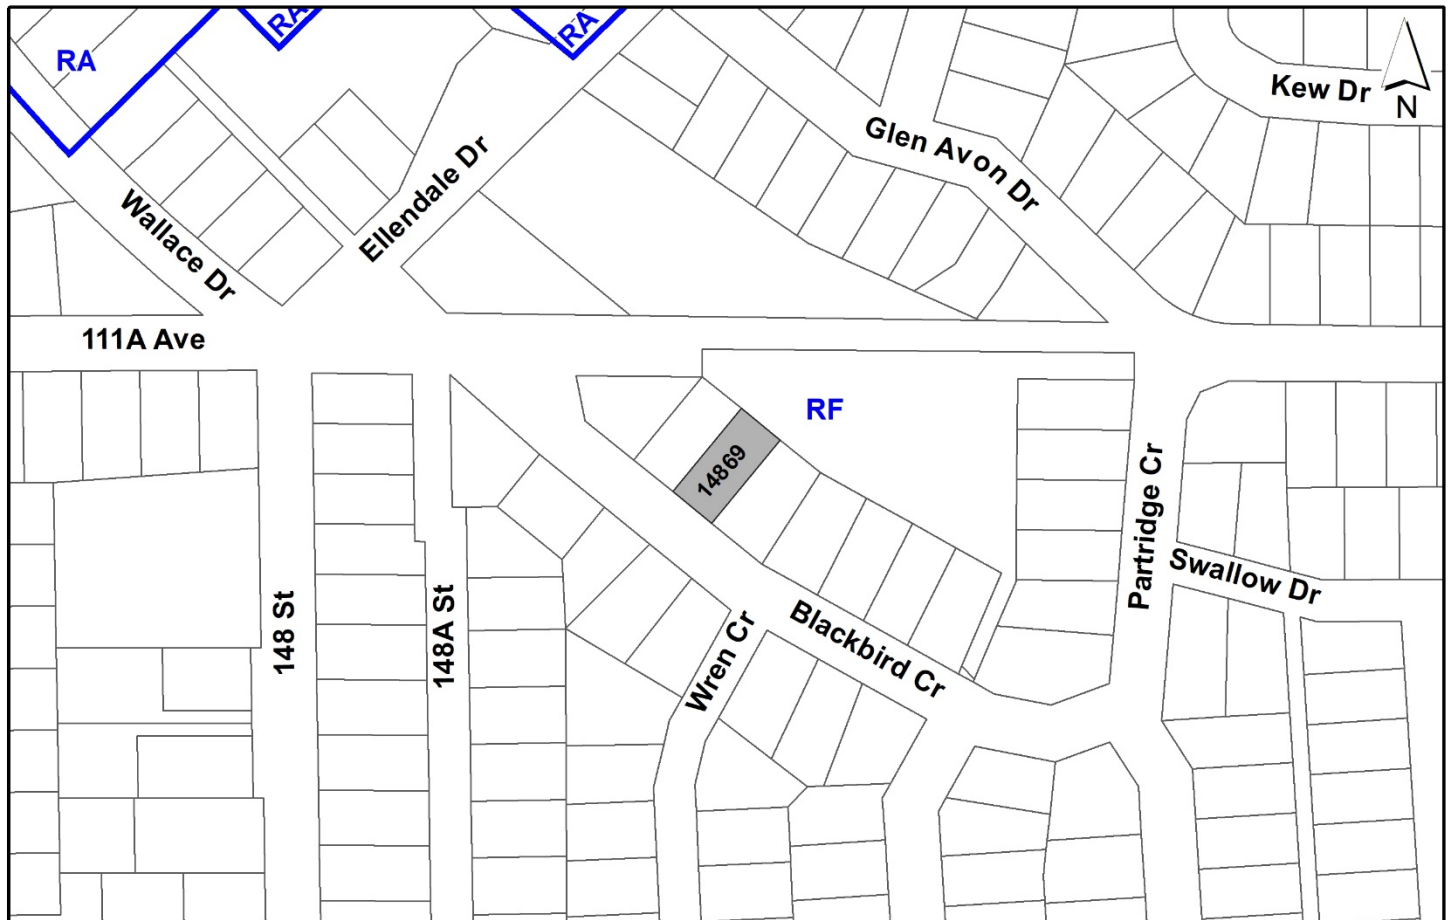 RA
RA
RA
Kew Dr
N
Glen Avon Dr
Ellendale Dr
Wallace Dr
111A Ave
RF
14869
Partridge Cr
Swallow Dr
148 St
148A St
Wren Cr
Blackbird Cr